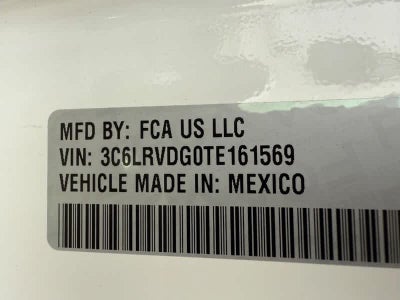 MFD BY: FCA US LLC
VIN: 3C6LRVDG0TE161569
VEHICLE MADE IN: MEXICO